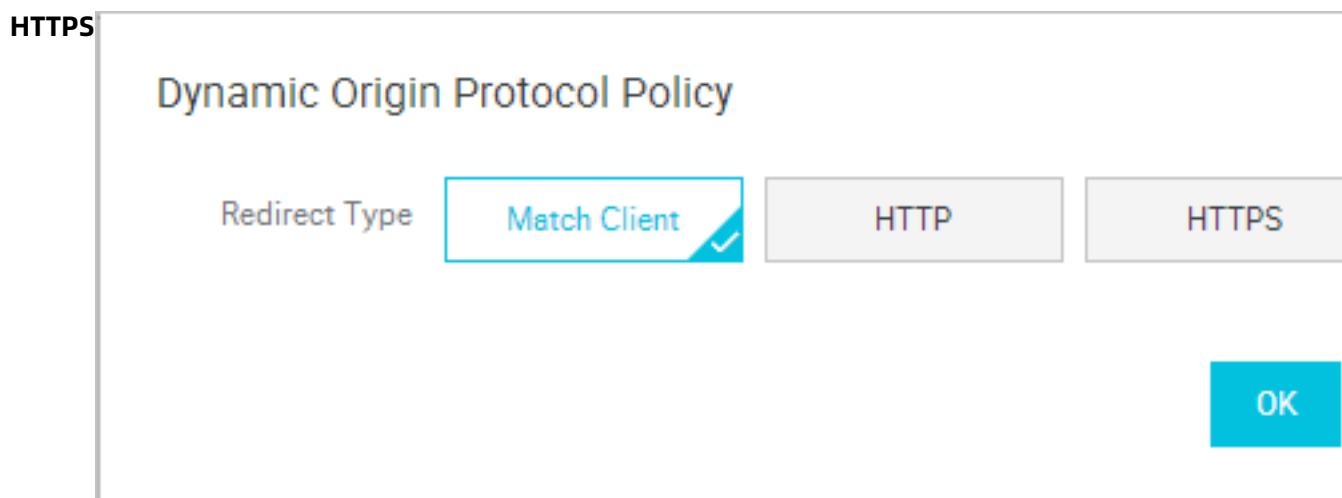 HTTPS
Dynamic Origin Protocol Policy
Redirect Type Match Client HTTP HTTPS
OK